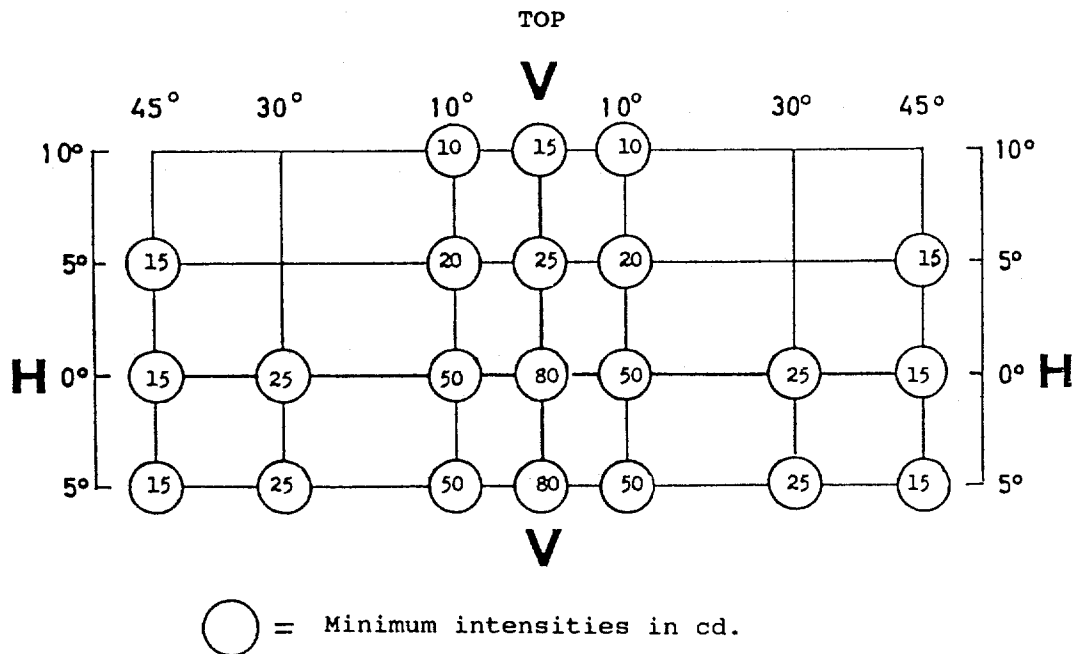 TOP
V
45° 30° 10° 10° 30° 45°
10° 10 15 10 10°
5° 15 20 25 20 15 5°
H 0° 15 25 50 80 50 25 15 0° H
5° 15 25 50 80 50 25 15 5°
V
= Minimum intensities in cd.